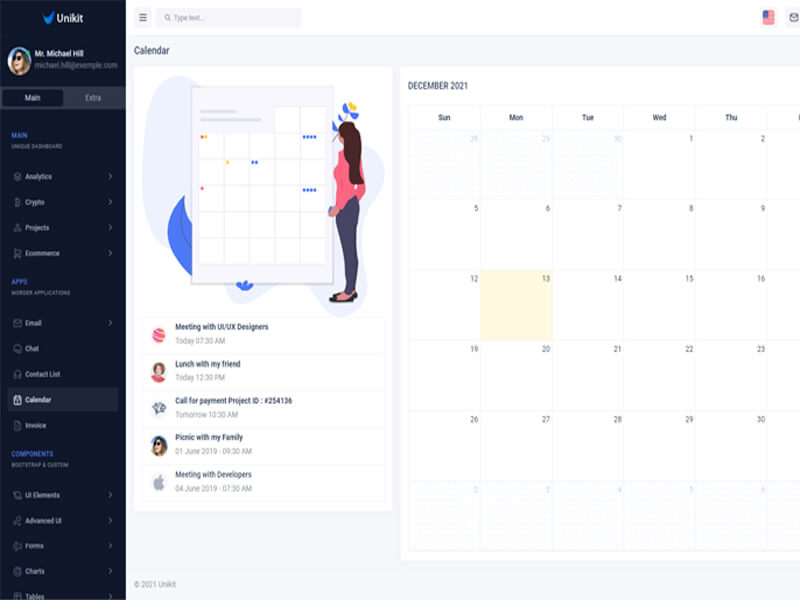 Unikit
Type text...
Mr. Michael Hill
michael.hill@exemple.com
Main
Extra
MAIN
UNIQUE DASHBOARD
Analytics
Crypto
Projects
Ecommerce
APPS
MORDER APPLICATIONS
Email
Chat
Contact List
Calendar
Invoice
COMPONENTS
BOOTSTRAP & CUSTOM
UI Elements
Advanced UI
Forms
Charts
Tables
Calendar
Meeting with UI/UX Designers
Today 07:30 AM
Lunch with my friend
Today 12:30 PM
Call for payment Project ID : #254136
Tomorrow 10:30 AM
Picnic with my Family
01 June 2019 - 09:30 AM
Meeting with Developers
04 June 2019 - 07:30 AM
DECEMBER 2021
Sun Mon Tue Wed Thu
28 29 30 1 2
5 6 7 8 9
12 13 14 15 16
19 20 21 22 23
26 27 28 29 30
2 3 4 5 6
© 2021 Unikit